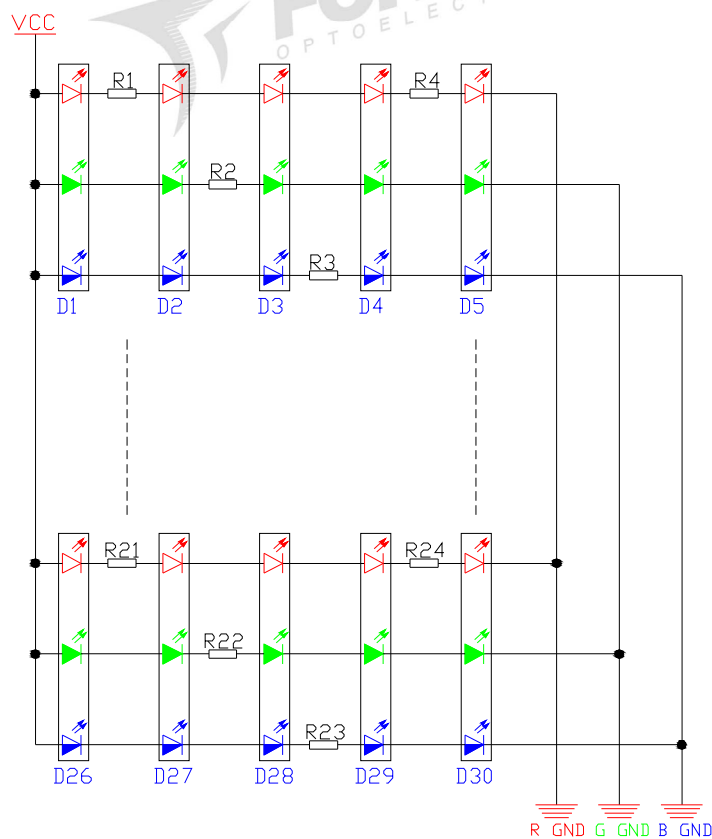 VCC
R1
R4
R2
R3
D1 D2 D3 D4 D5
R21
R24
R22
R23
D26 D27 D28 D29 D30
R GND G GND B GND